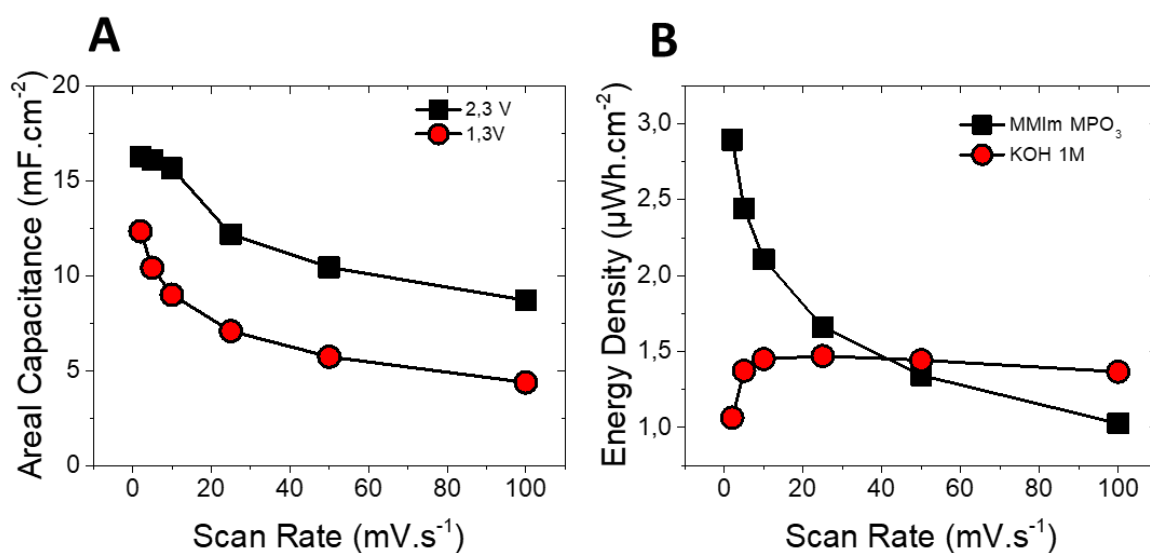 A
Areal Capacitance (mF.cm⁻²)
20
15
10
5
0
2,3 V
1,3V
0 20 40 60 80 100
Scan Rate (mV.s⁻¹)
B
Energy Density (µWh.cm⁻²)
3,0
2,5
2,0
1,5
1,0
MMIm MPO₃
KOH 1M
0 20 40 60 80 100
Scan Rate (mV.s⁻¹)